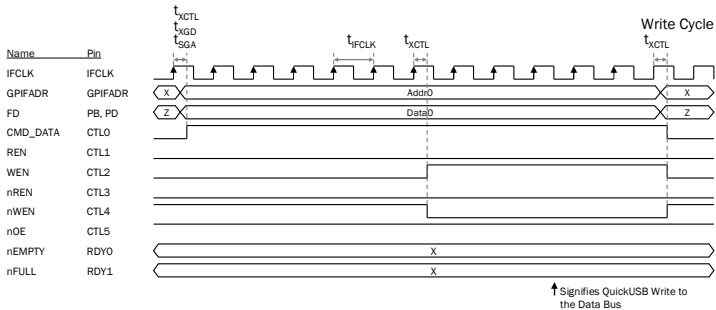 Write Cycle
tXCTL
tXGD
tSGA
tIFCLK
tXCTL
tXCTL
Name Pin
IFCLK IFCLK
GPIFADR GPIFADR X Addr0 X
FD PB, PD Z Data0 Z
CMD_DATA CTL0
REN CTL1
WEN CTL2
nREN CTL3
nWEN CTL4
nOE CTL5
nEMPTY RDY0 X
nFULL RDY1 X
Signifies QuickUSB Write to
the Data Bus